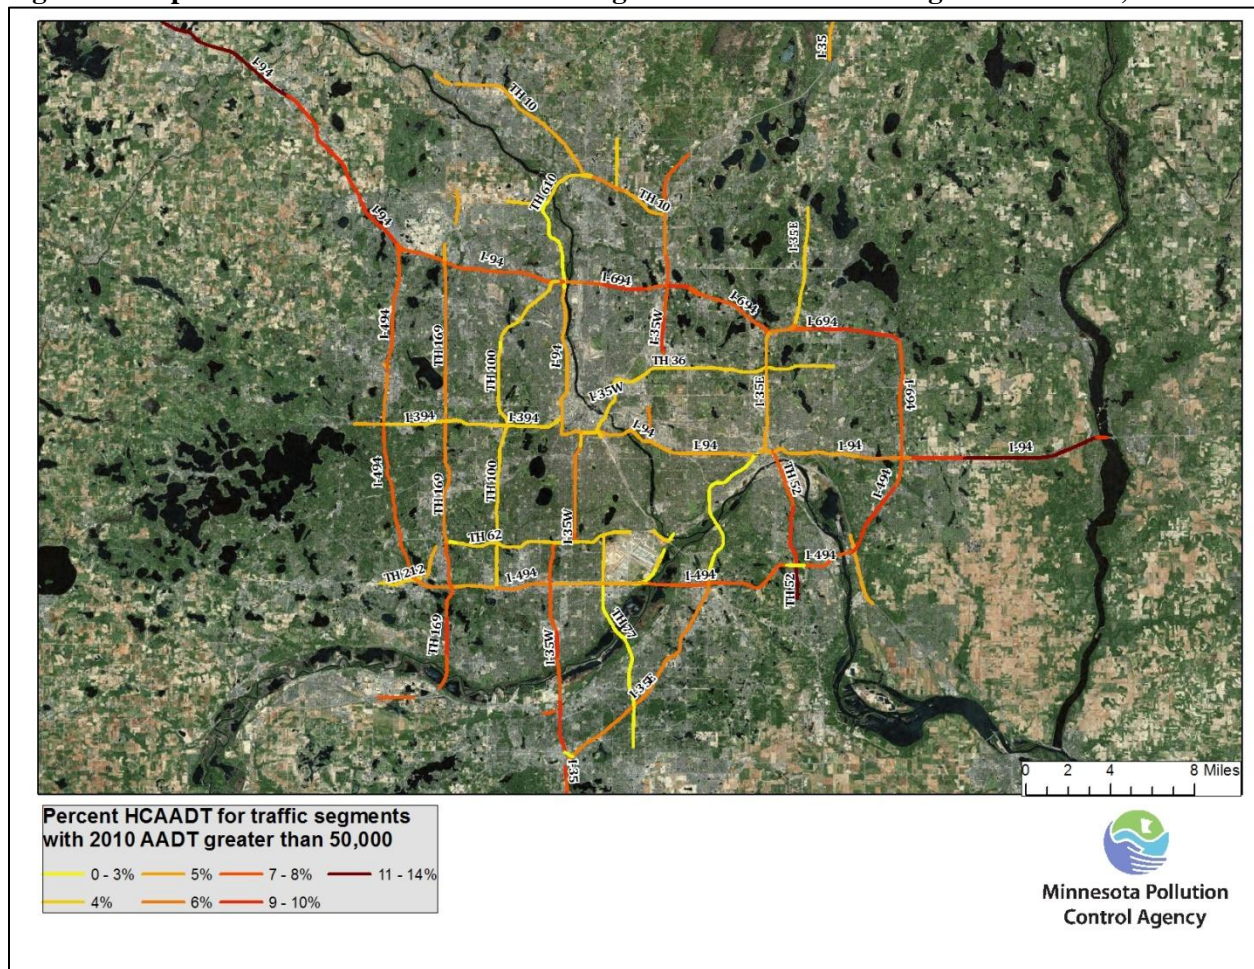 I-35
I-94
TH 10
TH 610
TH 10
I-94
I-35E
I-94
I-694
I-694
I-694
I-494
TH 169
TH 100
I-94
I-35W
TH 36
I-35E
I-694
I-35W
I-394
I-394
I-94
I-94
I-94
I-94
I-494
TH 169
TH 100
I-35W
TH 52
I-494
TH 62
TH 212
I-494
I-494
I-494
TH 52
TH 169
I-35W
TH 77
I-35E
I-35
0 2 4 8 Miles
Percent HCAADT for traffic segments
with 2010 AADT greater than 50,000
0 - 3% 5% 7 - 8% 11 - 14%
4% 6% 9 - 10%
Minnesota Pollution
Control Agency